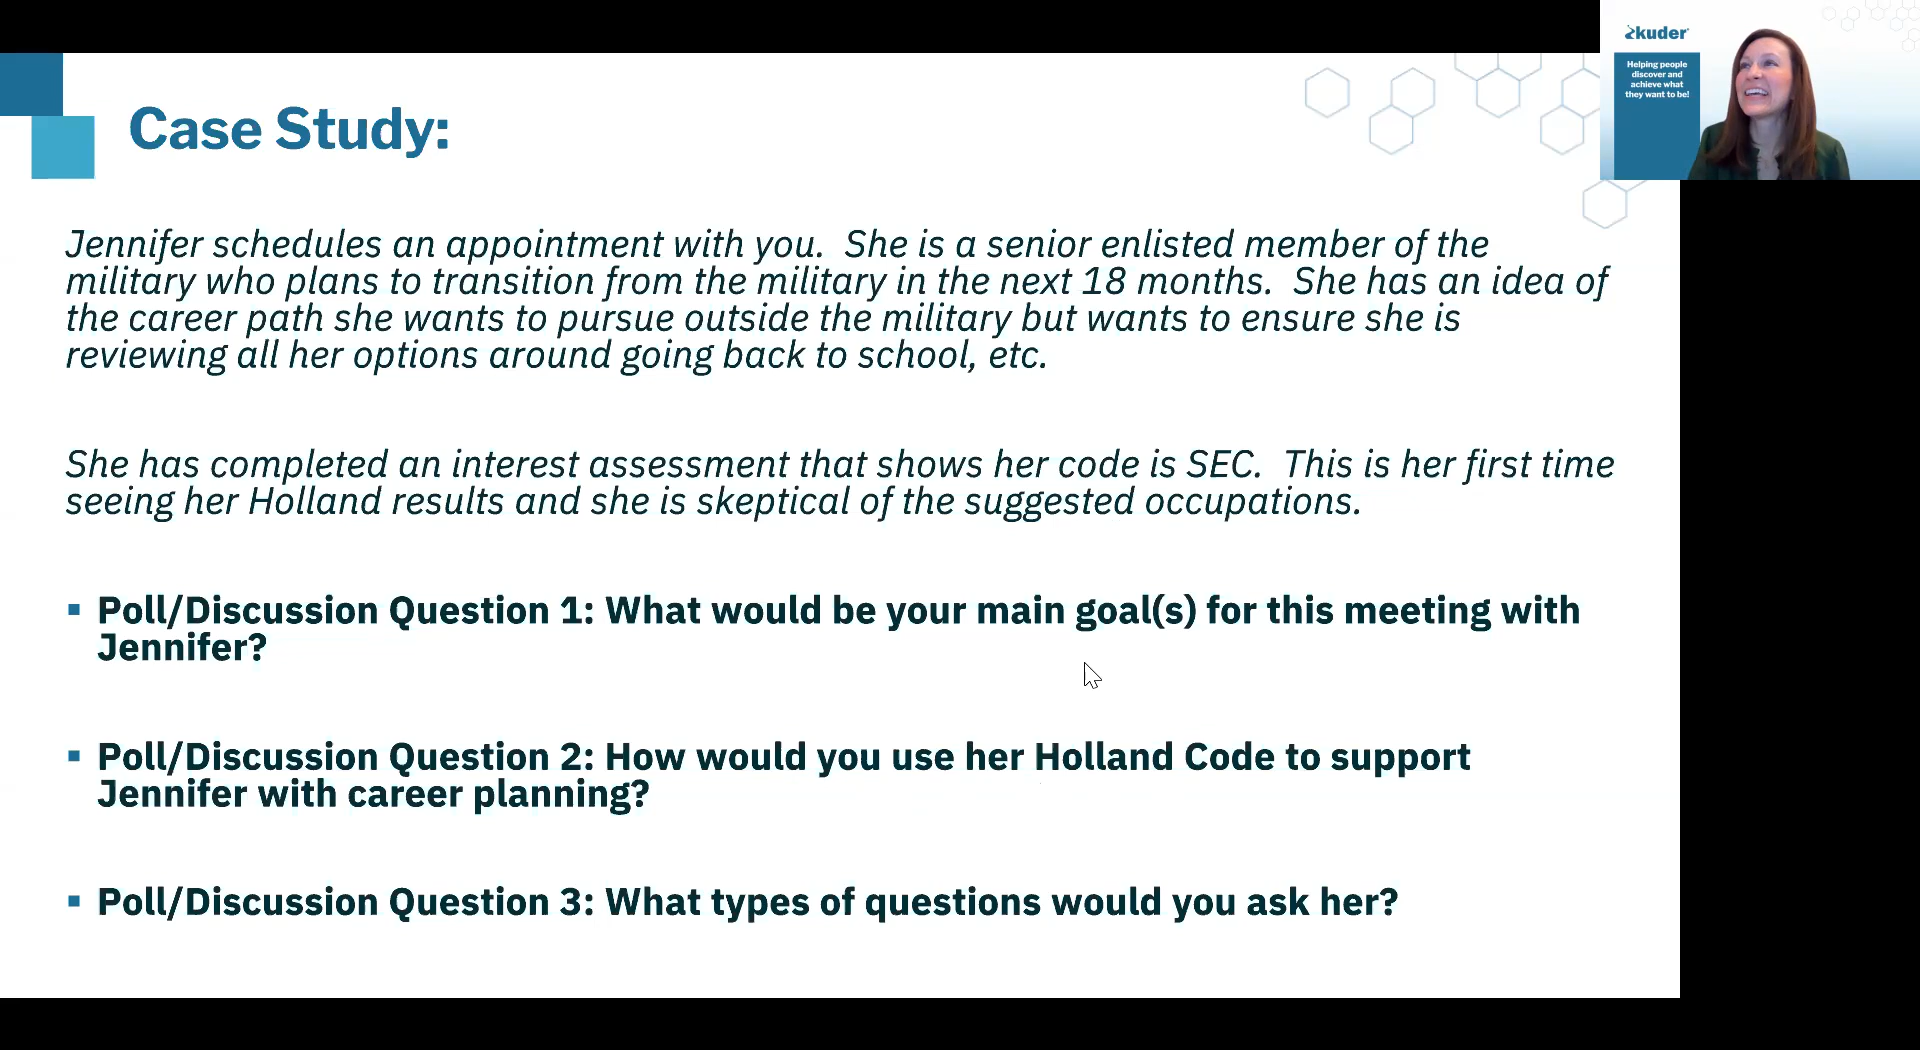 Case Study:
kuder
Helping people
discover and
achieve what
they want to be!
Jennifer schedules an appointment with you.  She is a senior enlisted member of the
military who plans to transition from the military in the next 18 months.  She has an idea of
the career path she wants to pursue outside the military but wants to ensure she is
reviewing all her options around going back to school, etc.
She has completed an interest assessment that shows her code is SEC.  This is her first time
seeing her Holland results and she is skeptical of the suggested occupations.
▪ Poll/Discussion Question 1: What would be your main goal(s) for this meeting with
Jennifer?
▪ Poll/Discussion Question 2: How would you use her Holland Code to support
Jennifer with career planning?
▪ Poll/Discussion Question 3: What types of questions would you ask her?